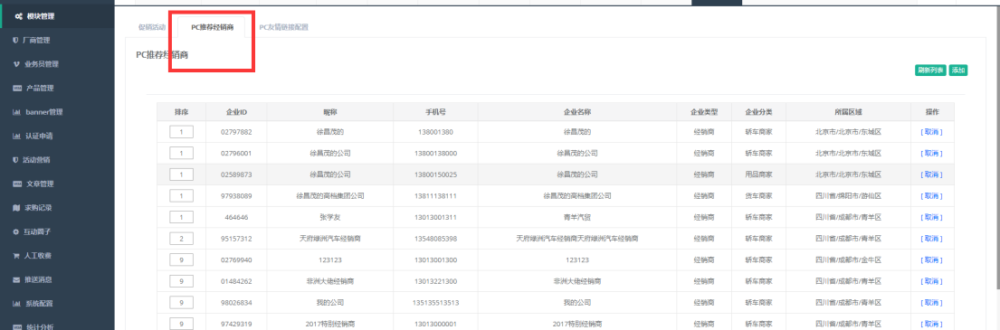 模块管理
厂商管理
业务员管理
产品管理
banner管理
认证申请
活动营销
文章管理
求购记录
互动圈子
人工收费
推送消息
系统配置
统计分析
促销活动 PC推荐经销商 PC友情链接配置
PC推荐经销商
刷新列表 添加
排序 企业ID 昵称 手机号 企业名称 企业类型 企业分类 所属区域 操作
1 02797882 徐昌茂的 138001380 徐昌茂的 经销商 轿车商家 北京市/北京市/东城区 [ 取消 ]
1 02796001 徐昌茂的公司 13800138000 徐昌茂的公司 经销商 轿车商家 北京市/北京市/东城区 [ 取消 ]
1 02589873 徐昌茂的公司 13800150025 徐昌茂的公司 经销商 用品商家 北京市/北京市/东城区 [ 取消 ]
1 97938089 徐昌茂的高档集团公司 13811138111 徐昌茂的高档集团公司 经销商 货车商家 四川省/绵阳市/游仙区 [ 取消 ]
1 464646 张学友 13013001311 青羊汽贸 经销商 轿车商家 四川省/成都市/青羊区 [ 取消 ]
2 95157312 天府绿洲汽车经销商 13548085398 天府绿洲汽车经销商天府绿洲汽车经销商 经销商 轿车商家 四川省/成都市/青羊区 [ 取消 ]
9 02769940 123123 13013001300 123123 经销商 轿车商家 四川省/成都市/金牛区 [ 取消 ]
9 01484262 非洲大佬经销商 13013221300 非洲大佬经销商 经销商 轿车商家 四川省/成都市/青羊区 [ 取消 ]
9 98026834 我的公司 135135513513 我的公司 经销商 轿车商家 四川省/成都市/青羊区 [ 取消 ]
9 97429319 2017特别经销商 13013000001 2017特别经销商 经销商 轿车商家 四川省/成都市/青羊区 [ 取消 ]